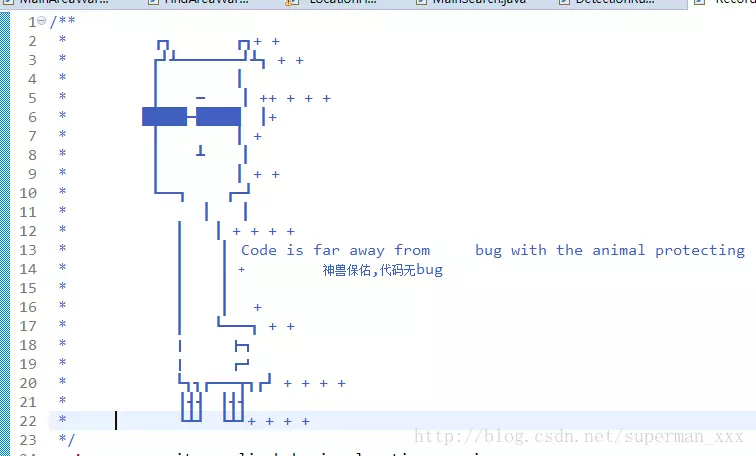 1 /**
2 * ┏┓ ┏┓+ +
3 * ┏┛┻━━━━━━━┛┻┓ + +
4 * ┃ ┃
5 * ┃ ━ ┃ ++ + + +
6 * █████━█████ ┃+
7 * ┃ ┃ +
8 * ┃ ┻ ┃
9 * ┃ ┃ + +
10 * ┗━━┓ ┏━┛
11 * ┃ ┃
12 * ┃ ┃ + + + +
13 * ┃ ┃ Code is far away from bug with the animal protecting
14 * ┃ ┃ + 神兽保佑,代码无bug
15 * ┃ ┃
16 * ┃ ┃ +
17 * ┃ ┗━━━┓ + +
18 * ┃ ┣┓
19 * ┃ ┏┛
20 * ┗┓┓┏━━━┳┓┏┛ + + + +
21 * ┃┫┫ ┃┫┫
22 * ┗┻┛ ┗┻┛+ + + +
23 */
http://blog.csdn.net/superman_xxx